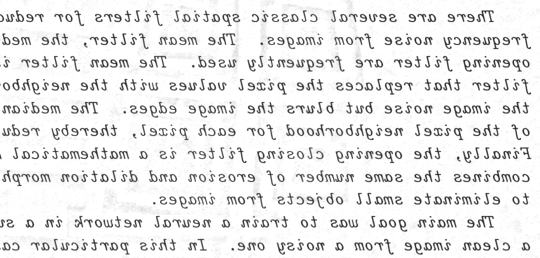 There are several classic spatial filters for reduc
frequency noise from images. The mean filter, the med
opening filter are frequently used. The mean filter i
filter that replaces the pixel values with the neighbo
the image noise but blurs the image edges. The median
of the pixel neighborhood for each pixel, thereby redu
Finally, the opening closing filter is a mathematical
combines the same number of erosion and dilation morph
to eliminate small objects from images.
The main goal was to train a neural network in a su
a clean image from a noisy one. In this particular ca